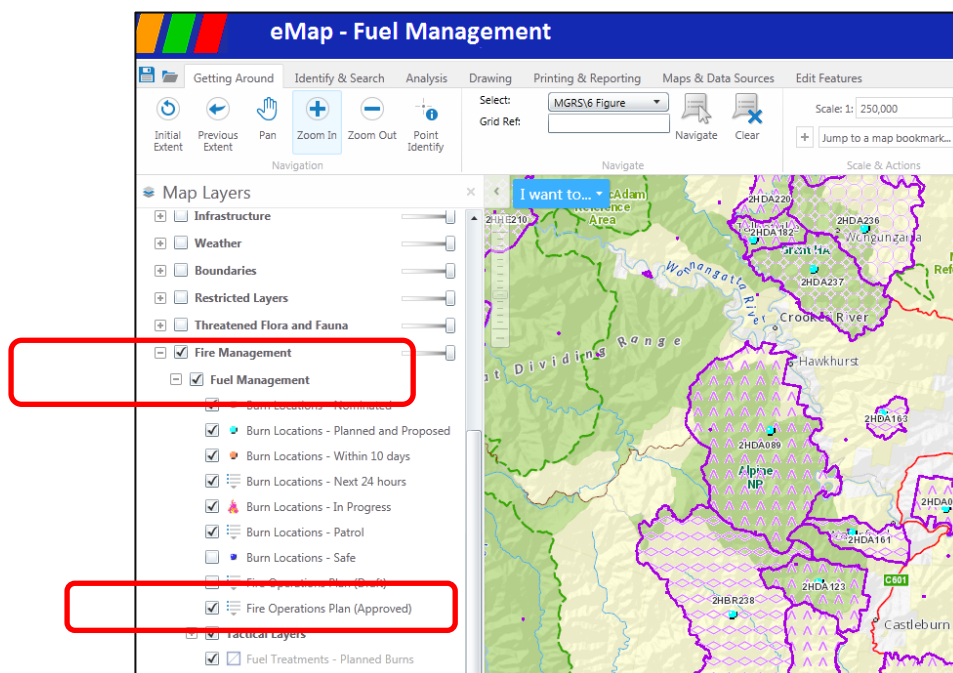 eMap - Fuel Management
Getting Around Identify & Search Analysis Drawing Printing & Reporting Maps & Data Sources Edit Features
Initial Extent
Previous Extent
Pan
Zoom In
Zoom Out
Point Identify
Navigation
Select: MGRS\6 Figure
Grid Ref:
Navigate
Clear
Navigate
Scale: 1: 250,000
Jump to a map bookmark...
Scale & Actions
Map Layers
Infrastructure
Weather
Boundaries
Restricted Layers
Threatened Flora and Fauna
Fire Management
Fuel Management
Burn Locations - Nominated
Burn Locations - Planned and Proposed
Burn Locations - Within 10 days
Burn Locations - Next 24 hours
Burn Locations - In Progress
Burn Locations - Patrol
Burn Locations - Safe
Fire Operations Plan (Draft)
Fire Operations Plan (Approved)
Tactical Layers
Fuel Treatments - Planned Burns
I want to...
Reference
Area
2HDA220
2HDA182
2HDA236
Wongungarra
Grant HA
2HDA237
Wonnangatta River
Crooked River
Dividing Range
Hawkhurst
2HDA163
2HDA089
Alpine
NP
2HDA161
2HDA123
C601
2HBR238
Castleburn